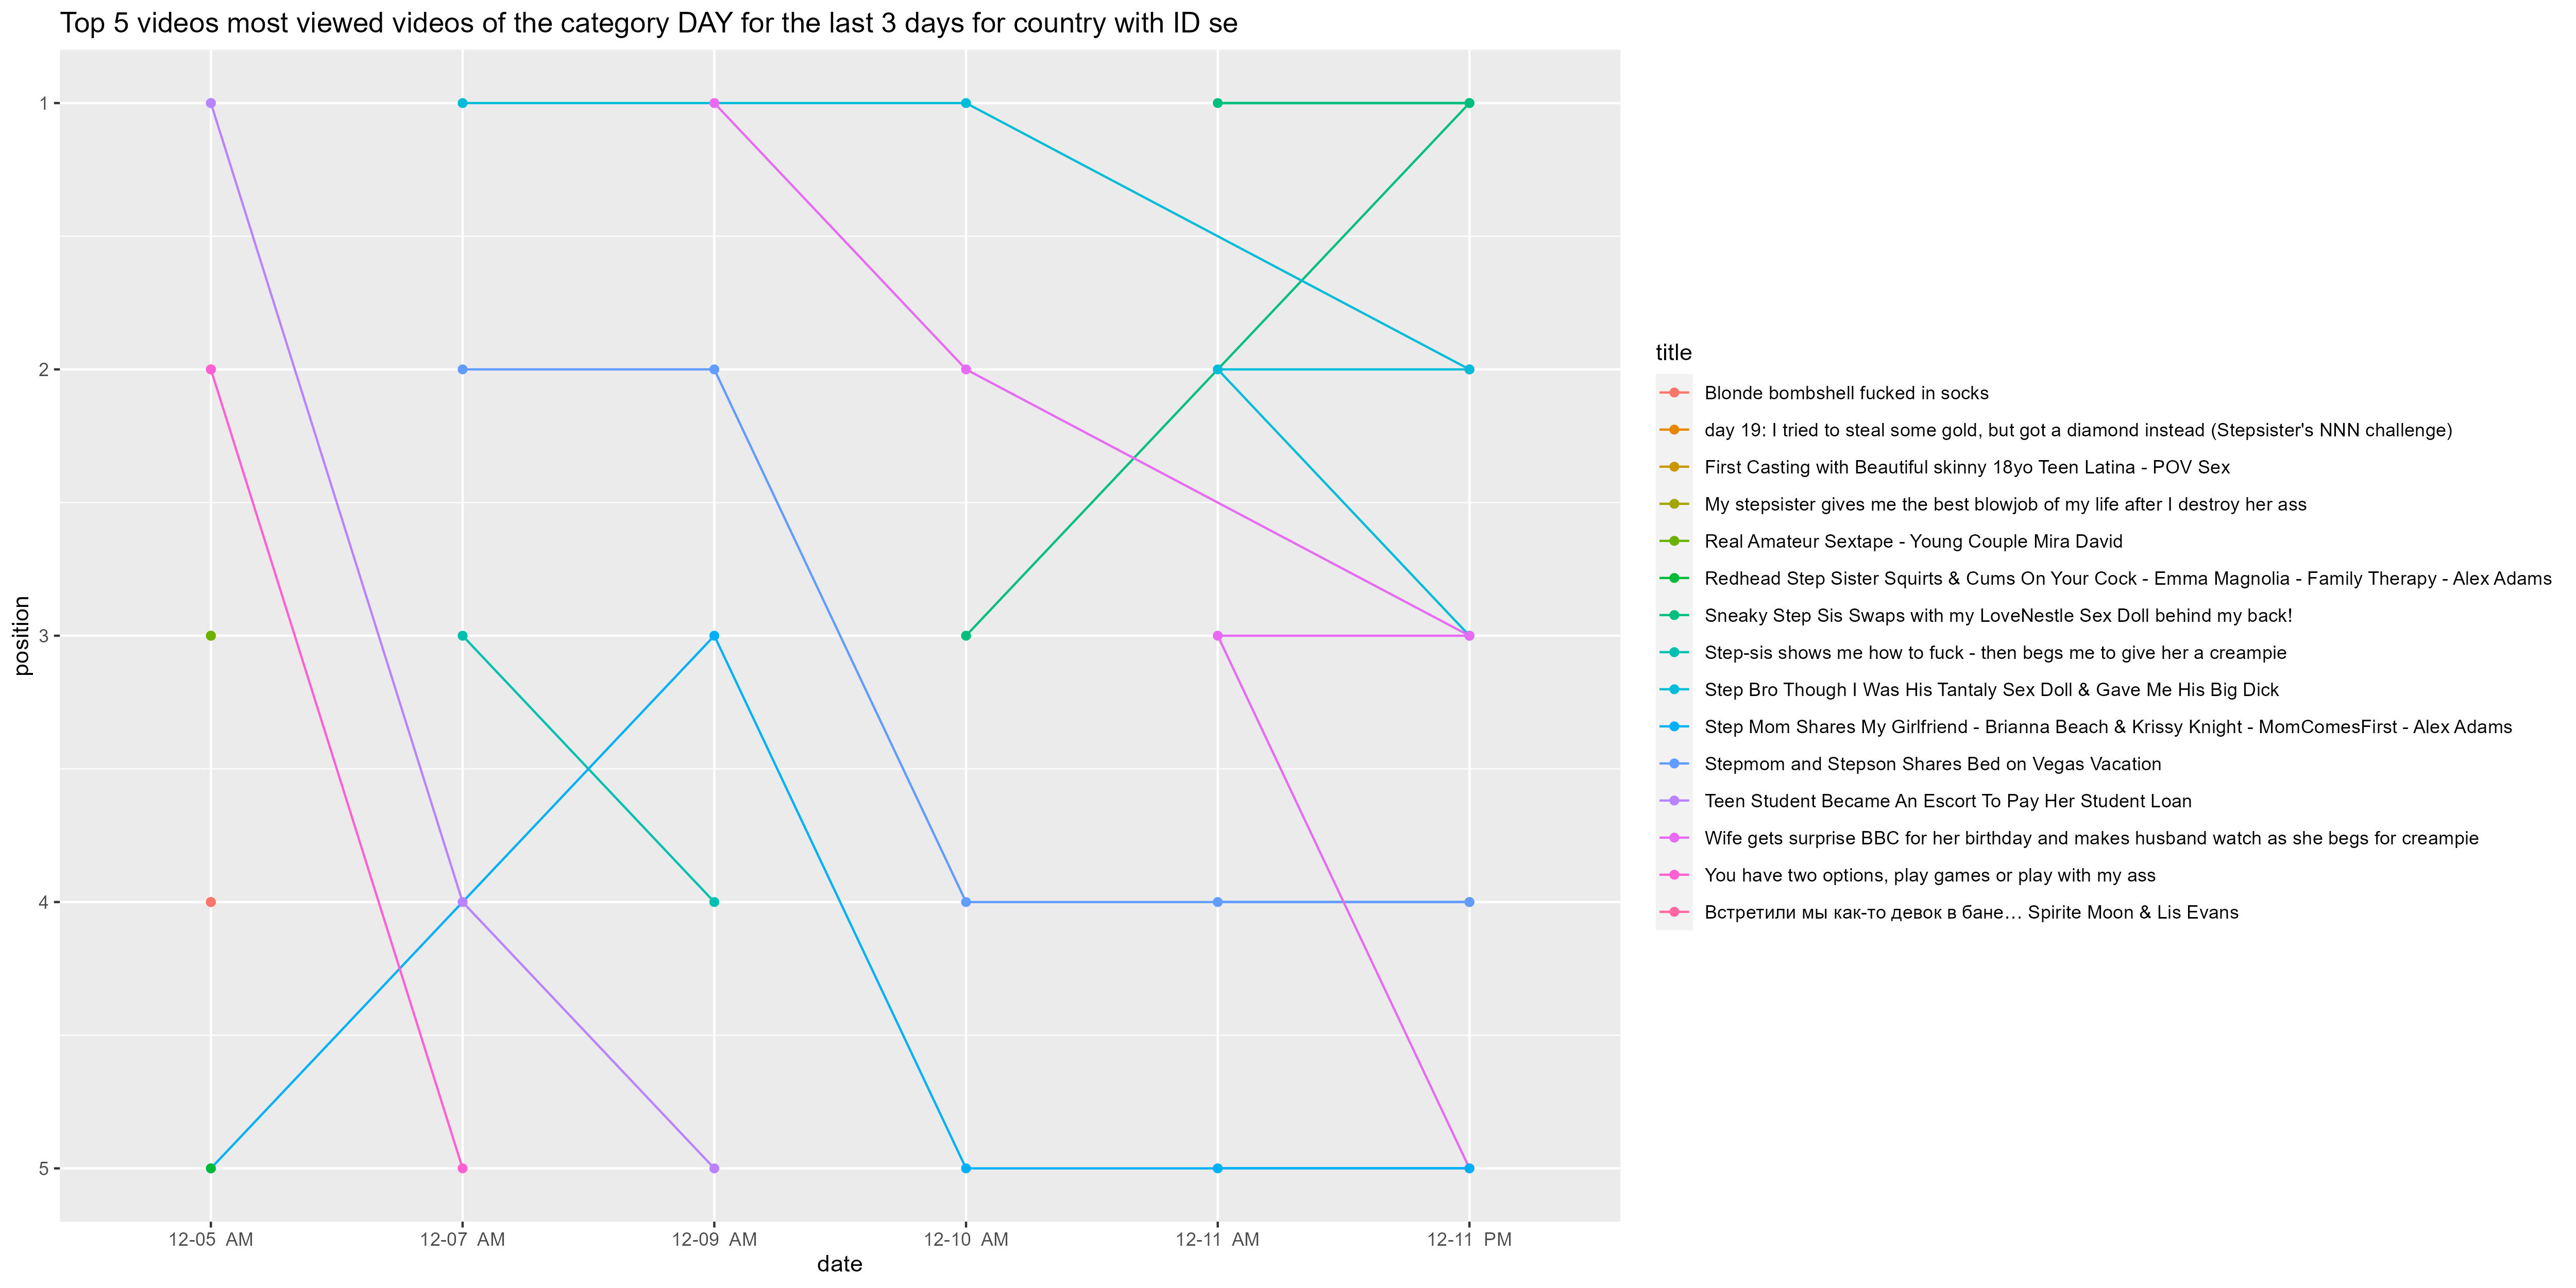 Top 5 videos most viewed videos of the category DAY for the last 3 days for country with ID se
position
1
2
3
4
5
12-05 AM
12-07 AM
12-09 AM
12-10 AM
12-11 AM
12-11 PM
date
title
Blonde bombshell fucked in socks
day 19: I tried to steal some gold, but got a diamond instead (Stepsister's NNN challenge)
First Casting with Beautiful skinny 18yo Teen Latina - POV Sex
My stepsister gives me the best blowjob of my life after I destroy her ass
Real Amateur Sextape - Young Couple Mira David
Redhead Step Sister Squirts & Cums On Your Cock - Emma Magnolia - Family Therapy - Alex Adams
Sneaky Step Sis Swaps with my LoveNestle Sex Doll behind my back!
Step-sis shows me how to fuck - then begs me to give her a creampie
Step Bro Though I Was His Tantaly Sex Doll & Gave Me His Big Dick
Step Mom Shares My Girlfriend - Brianna Beach & Krissy Knight - MomComesFirst - Alex Adams
Stepmom and Stepson Shares Bed on Vegas Vacation
Teen Student Became An Escort To Pay Her Student Loan
Wife gets surprise BBC for her birthday and makes husband watch as she begs for creampie
You have two options, play games or play with my ass
Встретили мы как-то девок в бане… Spirite Moon & Lis Evans